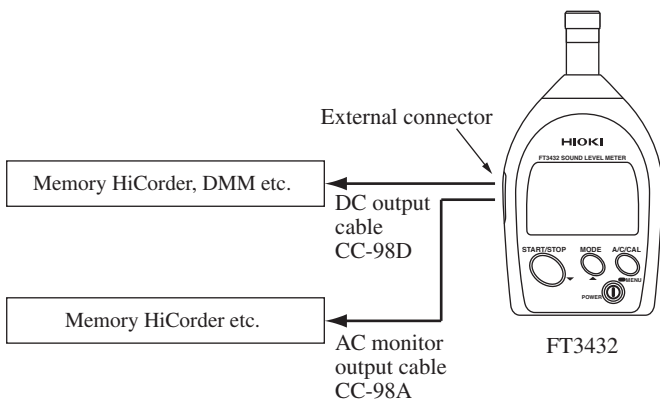 External connector
HIOKI
FT3432 SOUND LEVEL METER
Memory HiCorder, DMM etc.
DC output
cable
CC-98D
START/STOP
MODE
A/C/CAL
MENU
POWER
Memory HiCorder etc.
AC monitor
output cable
CC-98A
FT3432